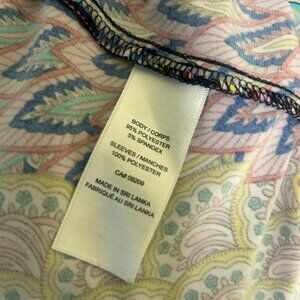 BODY / CORPS
95% POLYESTER
5% SPANDEX
SLEEVES / MANCHES
100% POLYESTER
CA# 09209
MADE IN SRI LANKA
FABRIQUÉ AU SRI LANKA